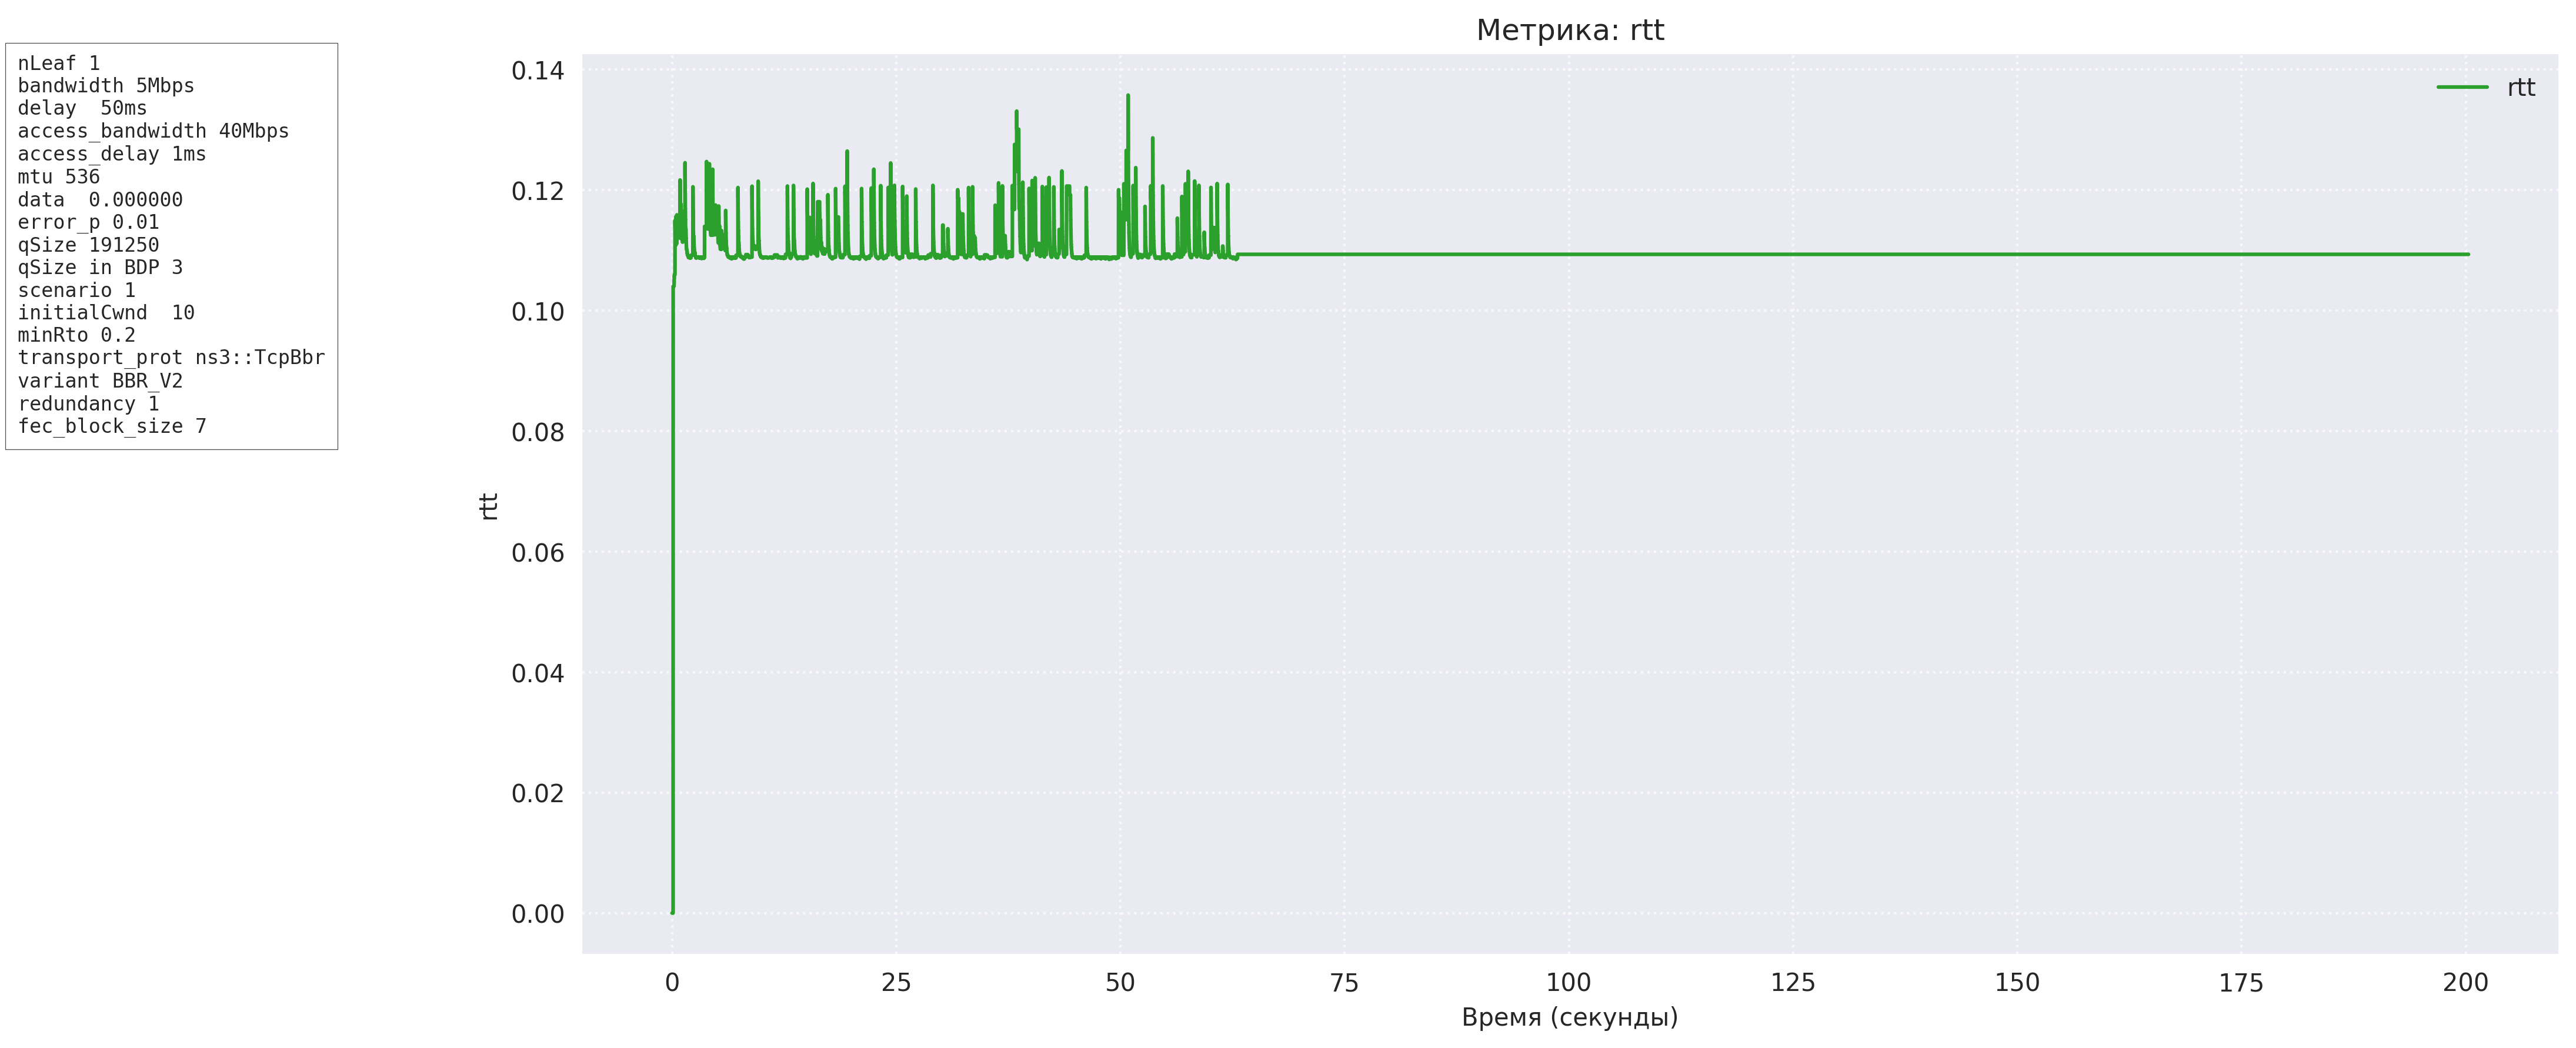 Метрика: rtt
nLeaf 1
bandwidth 5Mbps
delay  50ms
access_bandwidth 40Mbps
access_delay 1ms
mtu 536
data  0.000000
error_p 0.01
qSize 191250
qSize in BDP 3
scenario 1
initialCwnd  10
minRto 0.2
transport_prot ns3::TcpBbr
variant BBR_V2
redundancy 1
fec_block_size 7
rtt
0.14
0.12
0.10
0.08
0.06
0.04
0.02
0.00
rtt
0 25 50 75 100 125 150 175 200
Время (секунды)